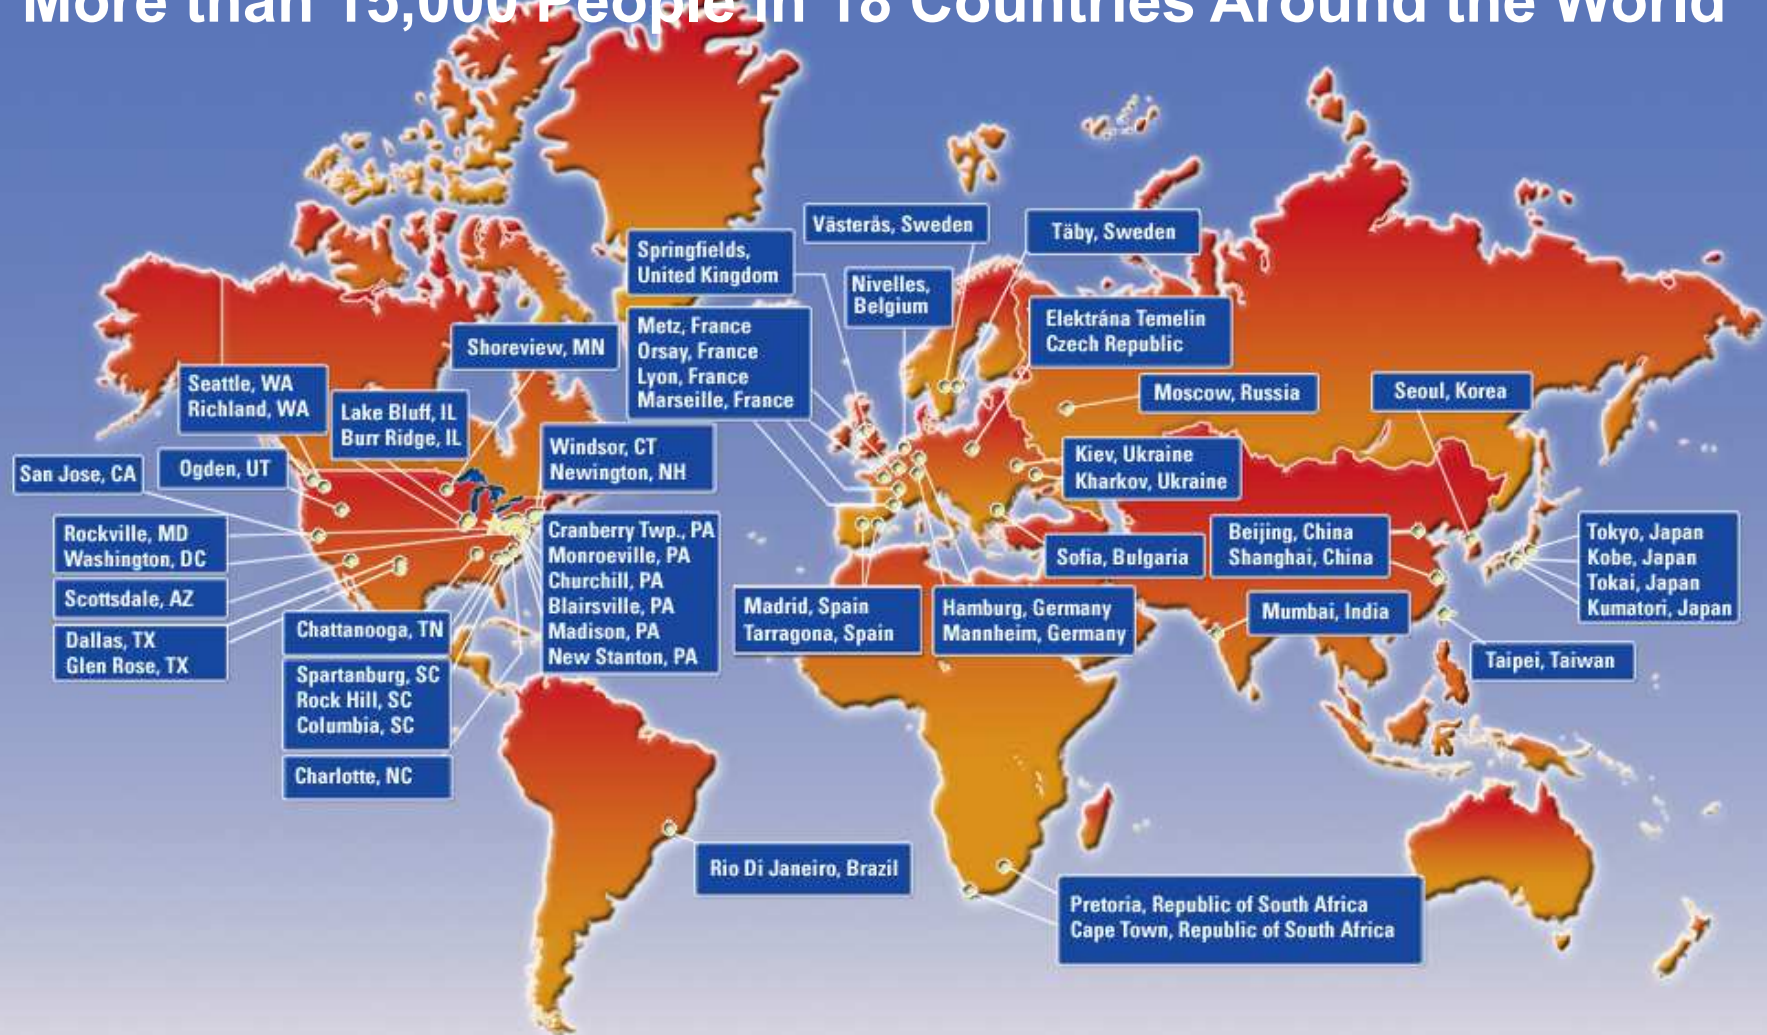 More than 15,000 People in 18 Countries Around the World
Västerås, Sweden
Täby, Sweden
Springfields,
United Kingdom
Nivelles,
Belgium
Metz, France
Orsay, France
Lyon, France
Marseille, France
Elektrána Temelin
Czech Republic
Shoreview, MN
Seattle, WA
Richland, WA
Lake Bluff, IL
Burr Ridge, IL
Moscow, Russia
Seoul, Korea
Windsor, CT
Newington, NH
Kiev, Ukraine
Kharkov, Ukraine
San Jose, CA
Ogden, UT
Rockville, MD
Washington, DC
Cranberry Twp., PA
Monroeville, PA
Churchill, PA
Blairsville, PA
Madison, PA
New Stanton, PA
Sofia, Bulgaria
Beijing, China
Shanghai, China
Tokyo, Japan
Kobe, Japan
Tokai, Japan
Kumatori, Japan
Scottsdale, AZ
Dallas, TX
Glen Rose, TX
Chattanooga, TN
Madrid, Spain
Tarragona, Spain
Hamburg, Germany
Mannheim, Germany
Mumbai, India
Taipei, Taiwan
Spartanburg, SC
Rock Hill, SC
Columbia, SC
Charlotte, NC
Rio Di Janeiro, Brazil
Pretoria, Republic of South Africa
Cape Town, Republic of South Africa